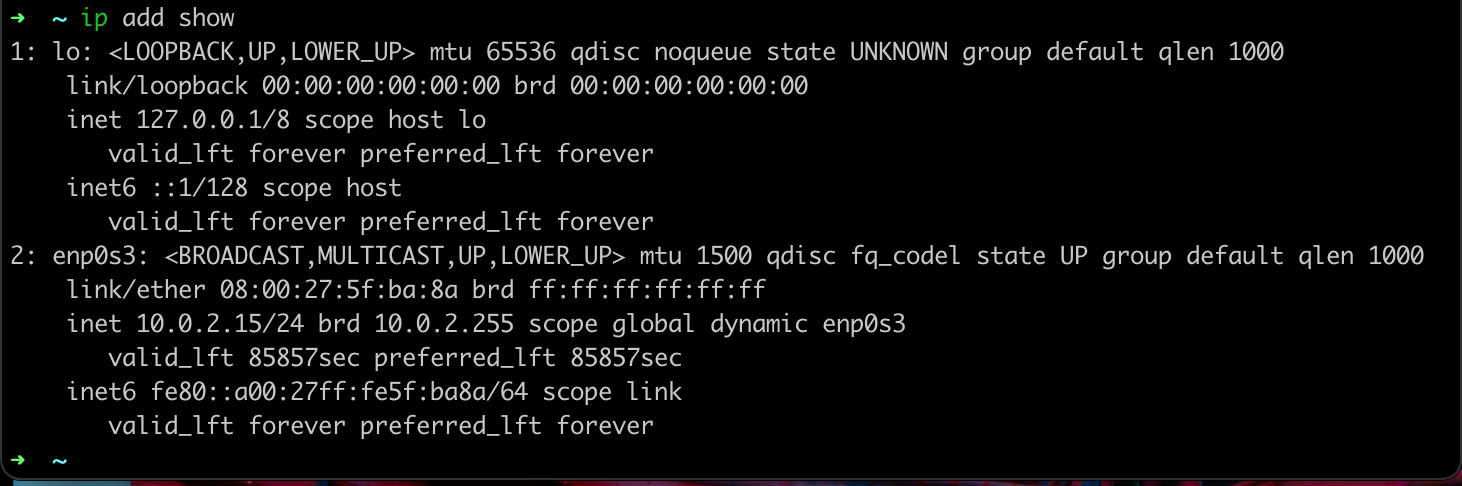 ➜  ~ ip add show
1: lo: <LOOPBACK,UP,LOWER_UP> mtu 65536 qdisc noqueue state UNKNOWN group default qlen 1000
    link/loopback 00:00:00:00:00:00 brd 00:00:00:00:00:00
    inet 127.0.0.1/8 scope host lo
       valid_lft forever preferred_lft forever
    inet6 ::1/128 scope host
       valid_lft forever preferred_lft forever
2: enp0s3: <BROADCAST,MULTICAST,UP,LOWER_UP> mtu 1500 qdisc fq_codel state UP group default qlen 1000
    link/ether 08:00:27:5f:ba:8a brd ff:ff:ff:ff:ff:ff
    inet 10.0.2.15/24 brd 10.0.2.255 scope global dynamic enp0s3
       valid_lft 85857sec preferred_lft 85857sec
    inet6 fe80::a00:27ff:fe5f:ba8a/64 scope link
       valid_lft forever preferred_lft forever
➜  ~